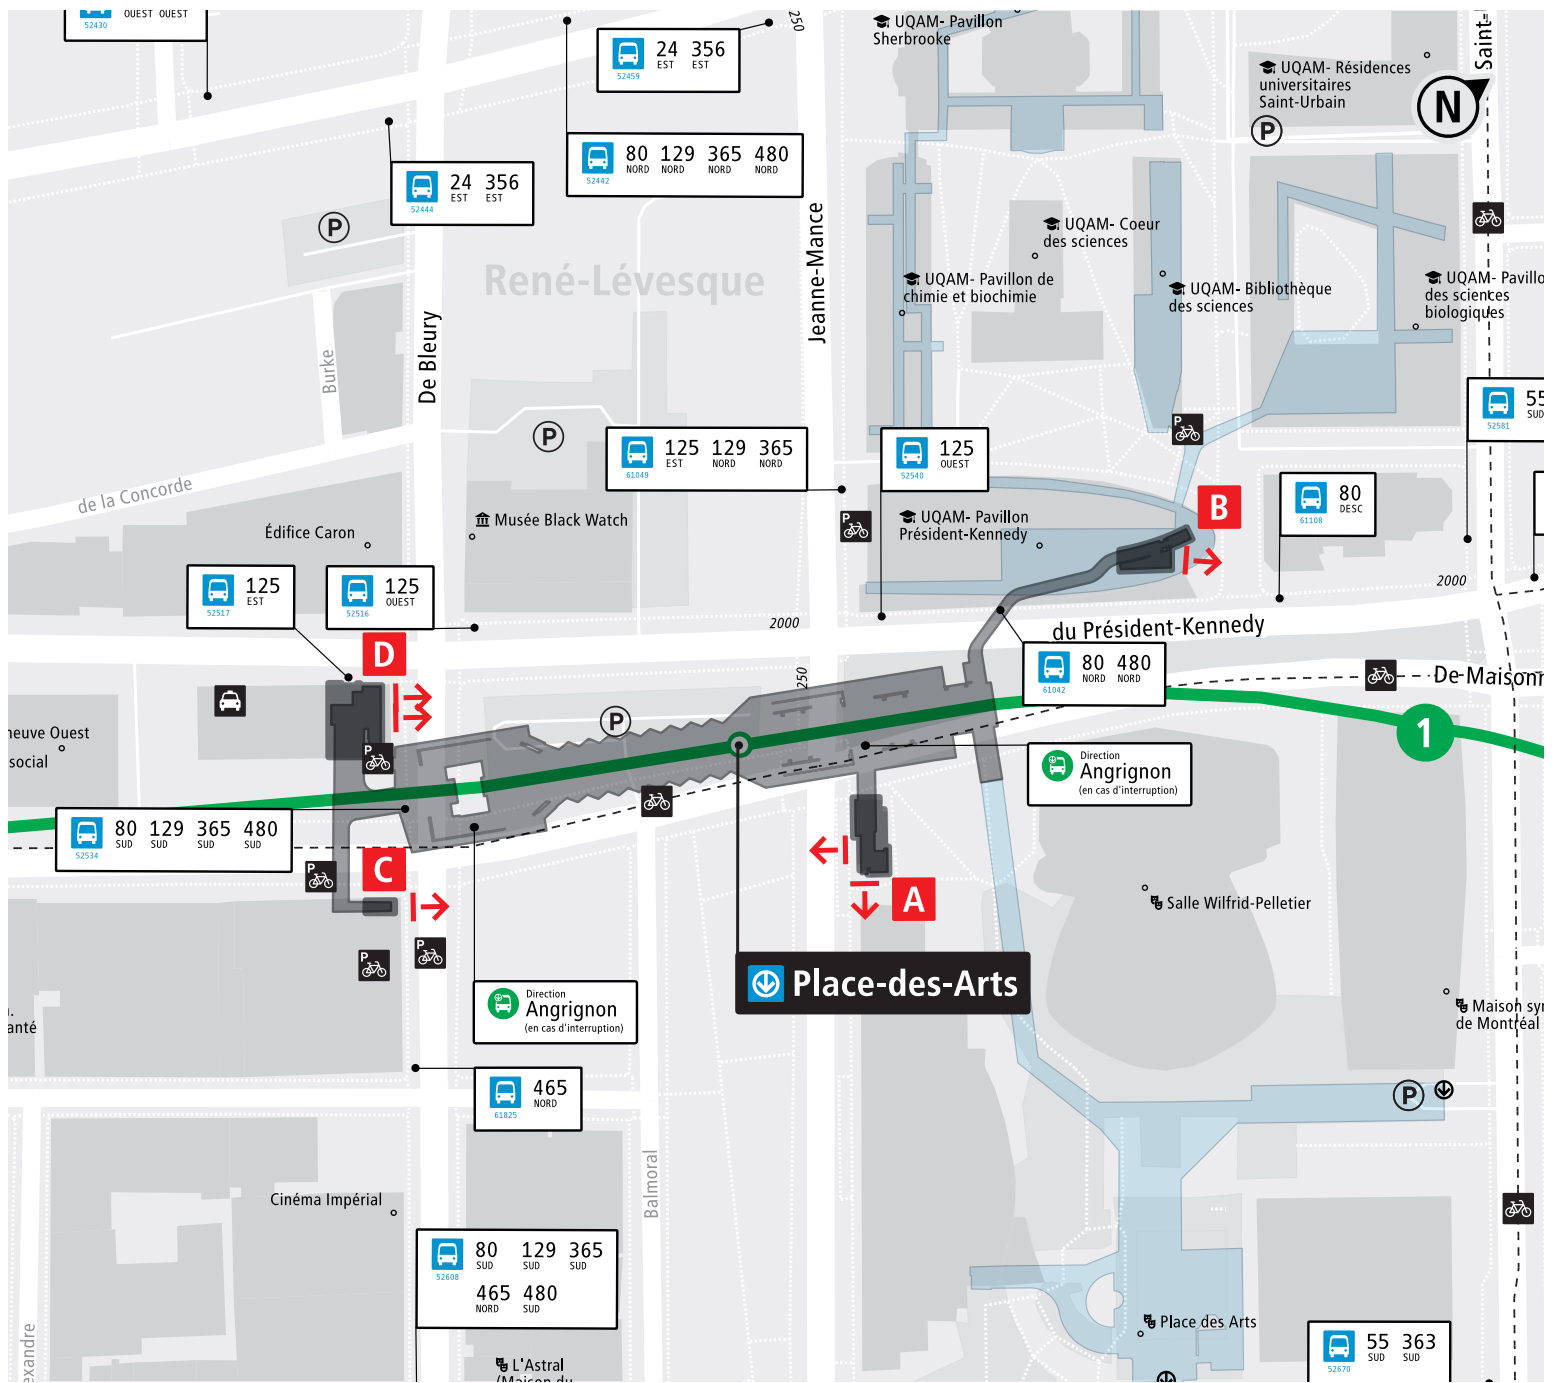 OUEST OUEST
52430
24 356
EST EST
52459
250
UQAM- Pavillon
Sherbrooke
UQAM- Résidences
universitaires
Saint-Urbain
P
N
80 129 365 480
NORD NORD NORD NORD
52442
24 356
EST EST
52444
P
René-Lévesque
Jeanne-Mance
De Bleury
Burke
UQAM- Coeur
des sciences
UQAM- Pavillon de
chimie et biochimie
UQAM- Bibliothèque
des sciences
UQAM- Pavillo
des sciences
biologiques
55
SUD
52581
P
P
125 129 365
EST NORD NORD
61049
125
OUEST
52540
P
80
DESC
61108
B
de la Concorde
Édifice Caron
Musée Black Watch
UQAM- Pavillon
Président-Kennedy
125
EST
52517
125
OUEST
52516
2000
2000
D
du Président-Kennedy
80 480
NORD NORD
61042
250
De Maisonn
P
1
neuve Ouest
social
P
Direction
Angrignon
(en cas d'interruption)
80 129 365 480
SUD SUD SUD SUD
52534
C
P
A
Salle Wilfrid-Pelletier
P
P
Place-des-Arts
Direction
Angrignon
(en cas d'interruption)
anté
Maison sym
de Montréal
465
NORD
61825
P
Balmoral
Cinéma Impérial
80 129 365
SUD SUD SUD
52608
465 480
NORD SUD
Place des Arts
55 363
SUD SUD
52670
exandre
L'Astral
(Maison du